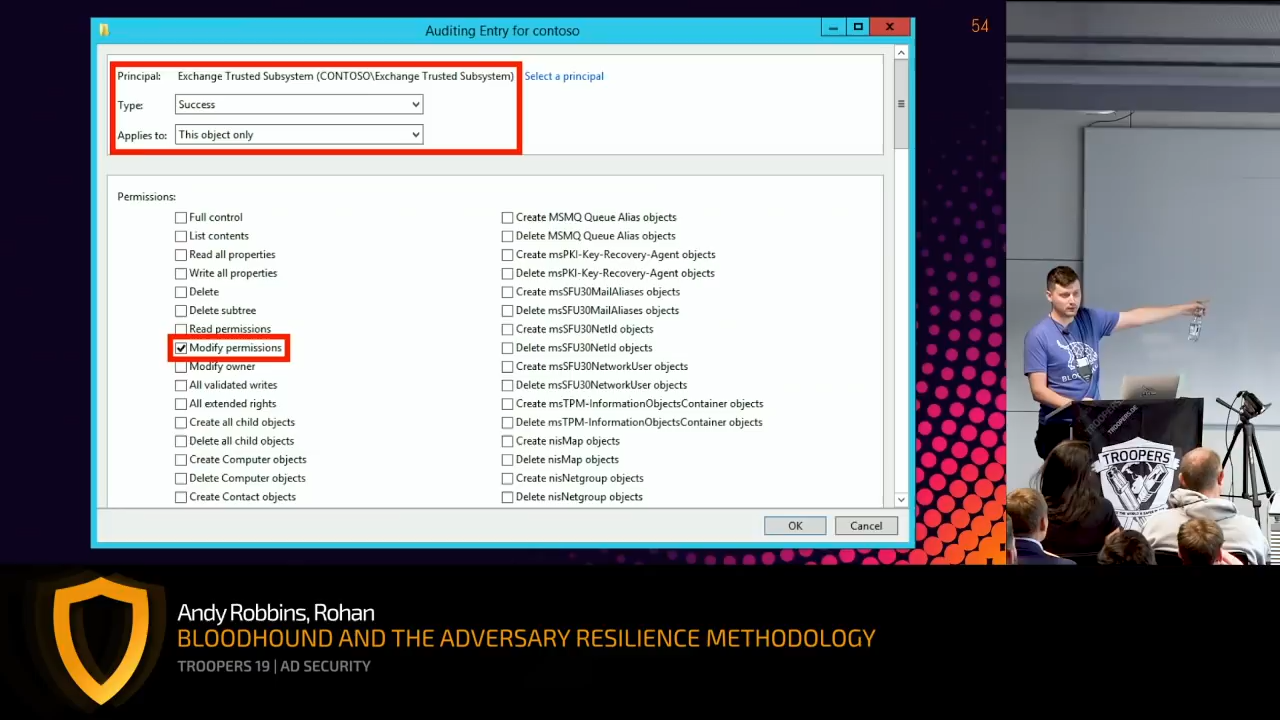 Auditing Entry for contoso
54
Principal: Exchange Trusted Subsystem (CONTOSO\Exchange Trusted Subsystem) Select a principal
Type: Success
Applies to: This object only
Permissions:
Full control
List contents
Read all properties
Write all properties
Delete
Delete subtree
Read permissions
Modify permissions
Modify owner
All validated writes
All extended rights
Create all child objects
Delete all child objects
Create Computer objects
Delete Computer objects
Create Contact objects
Create MSMQ Queue Alias objects
Delete MSMQ Queue Alias objects
Create msPKI-Key-Recovery-Agent objects
Delete msPKI-Key-Recovery-Agent objects
Create msSFU30MailAliases objects
Delete msSFU30MailAliases objects
Create msSFU30NetId objects
Delete msSFU30NetId objects
Create msSFU30NetworkUser objects
Delete msSFU30NetworkUser objects
Create msTPM-InformationObjectsContainer objects
Delete msTPM-InformationObjectsContainer objects
Create nisMap objects
Delete nisMap objects
Create nisNetgroup objects
Delete nisNetgroup objects
OK Cancel
TROOPERS
TROOPERS.DE
TROOPERS
Andy Robbins, Rohan
BLOODHOUND AND THE ADVERSARY RESILIENCE METHODOLOGY
TROOPERS 19 | AD SECURITY